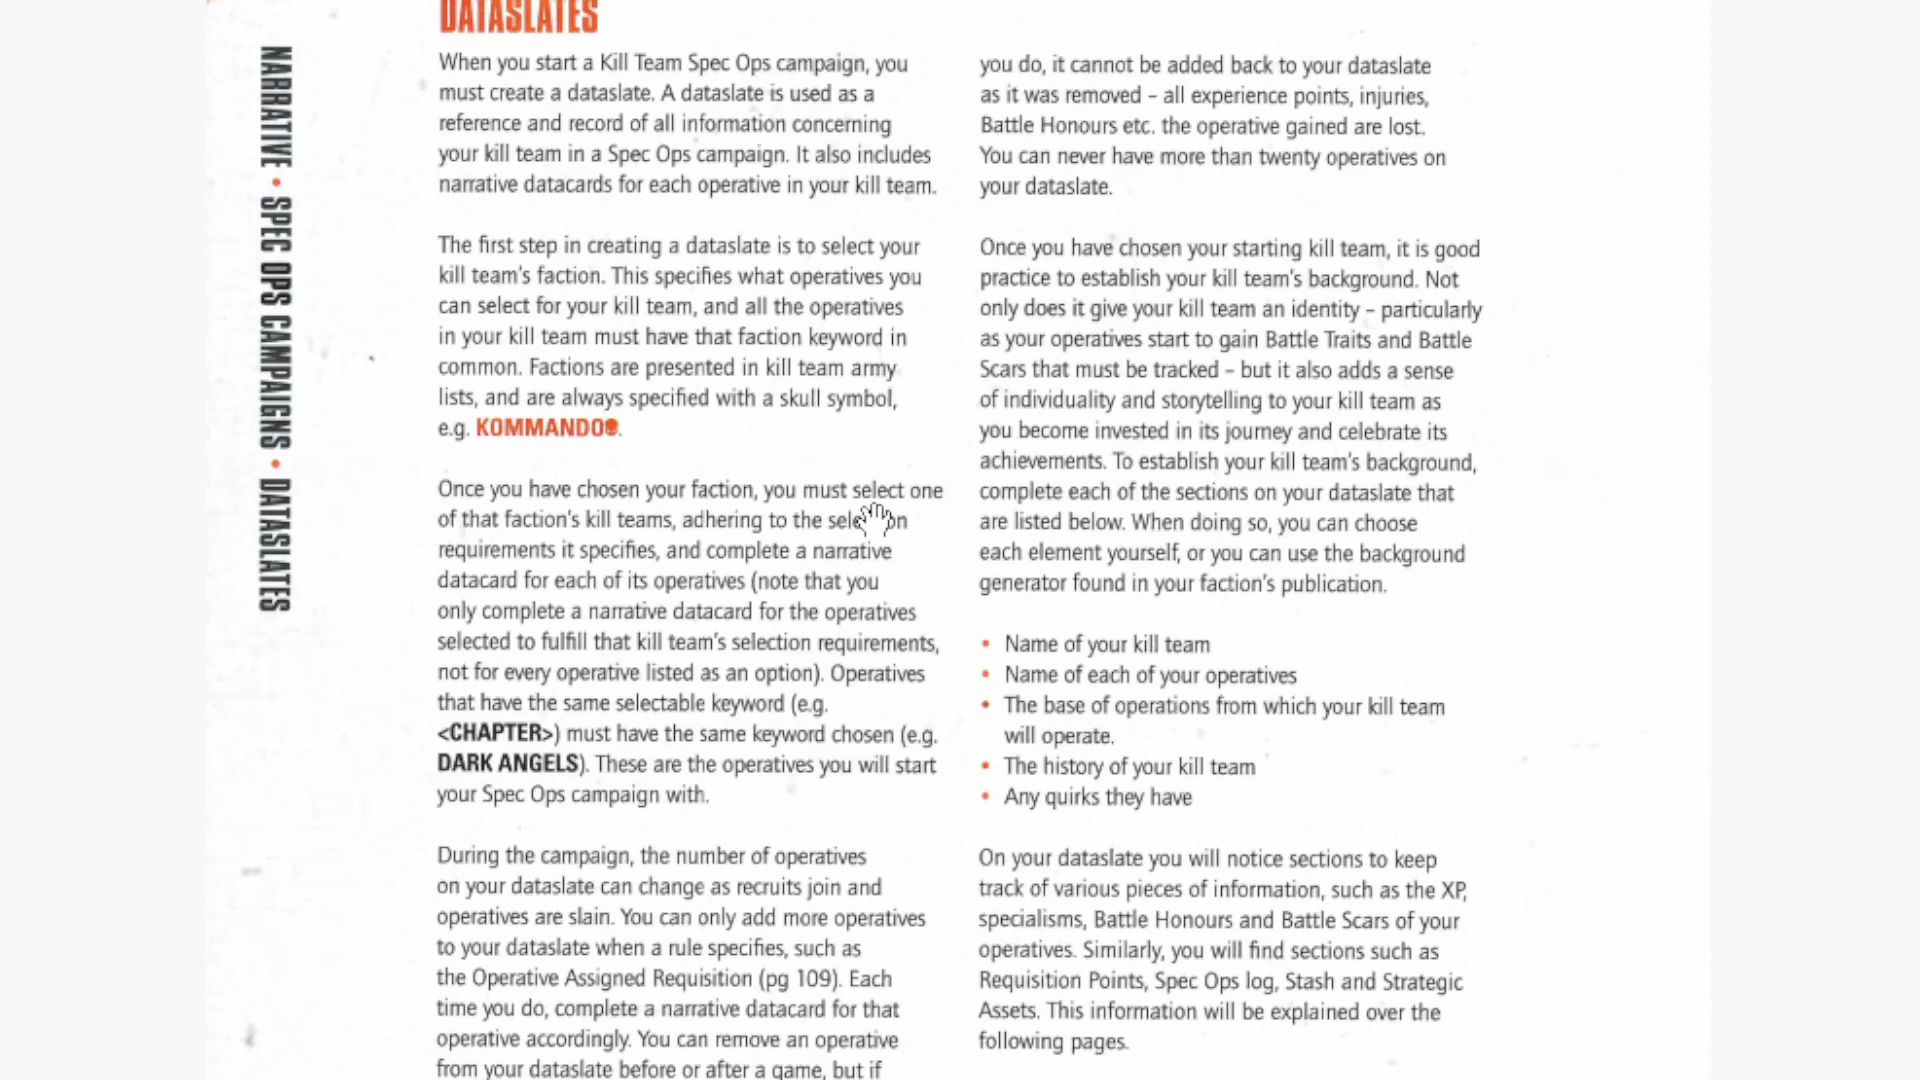 DATASLATES
NARRATIVE • SPEC OPS CAMPAIGNS • DATASLATES
When you start a Kill Team Spec Ops campaign, you
must create a dataslate. A dataslate is used as a
reference and record of all information concerning
your kill team in a Spec Ops campaign. It also includes
narrative datacards for each operative in your kill team.
The first step in creating a dataslate is to select your
kill team's faction. This specifies what operatives you
can select for your kill team, and all the operatives
in your kill team must have that faction keyword in
common. Factions are presented in kill team army
lists, and are always specified with a skull symbol,
e.g. KOMMANDO.
Once you have chosen your faction, you must select one
of that faction's kill teams, adhering to the selection
requirements it specifies, and complete a narrative
datacard for each of its operatives (note that you
only complete a narrative datacard for the operatives
selected to fulfill that kill team's selection requirements,
not for every operative listed as an option). Operatives
that have the same selectable keyword (e.g.
<CHAPTER>) must have the same keyword chosen (e.g.
DARK ANGELS). These are the operatives you will start
your Spec Ops campaign with.
During the campaign, the number of operatives
on your dataslate can change as recruits join and
operatives are slain. You can only add more operatives
to your dataslate when a rule specifies, such as
the Operative Assigned Requisition (pg 109). Each
time you do, complete a narrative datacard for that
operative accordingly. You can remove an operative
from your dataslate before or after a game, but if
you do, it cannot be added back to your dataslate
as it was removed – all experience points, injuries,
Battle Honours etc. the operative gained are lost.
You can never have more than twenty operatives on
your dataslate.
Once you have chosen your starting kill team, it is good
practice to establish your kill team's background. Not
only does it give your kill team an identity – particularly
as your operatives start to gain Battle Traits and Battle
Scars that must be tracked – but it also adds a sense
of individuality and storytelling to your kill team as
you become invested in its journey and celebrate its
achievements. To establish your kill team's background,
complete each of the sections on your dataslate that
are listed below. When doing so, you can choose
each element yourself, or you can use the background
generator found in your faction's publication.
• Name of your kill team
• Name of each of your operatives
• The base of operations from which your kill team
will operate.
• The history of your kill team
• Any quirks they have
On your dataslate you will notice sections to keep
track of various pieces of information, such as the XP,
specialisms, Battle Honours and Battle Scars of your
operatives. Similarly, you will find sections such as
Requisition Points, Spec Ops log, Stash and Strategic
Assets. This information will be explained over the
following pages.